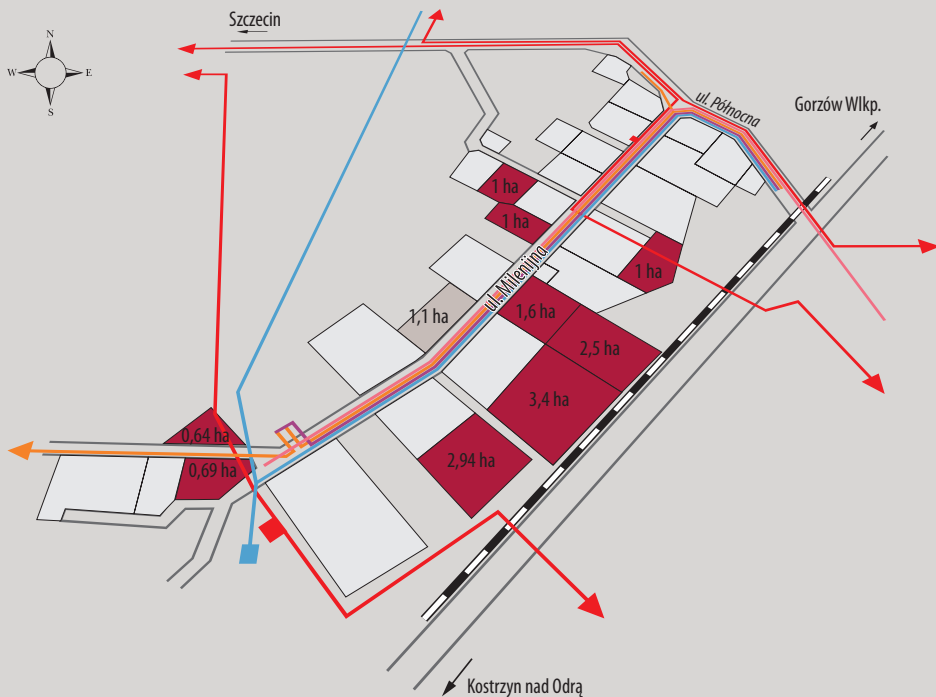 Szczecin
N
W
E
S
ul. Północna
Gorzów Wlkp.
1 ha
1 ha
ul. Milenijna
1 ha
1,1 ha
1,6 ha
2,5 ha
3,4 ha
0,64 ha
0,69 ha
2,94 ha
Kostrzyn nad Odrą